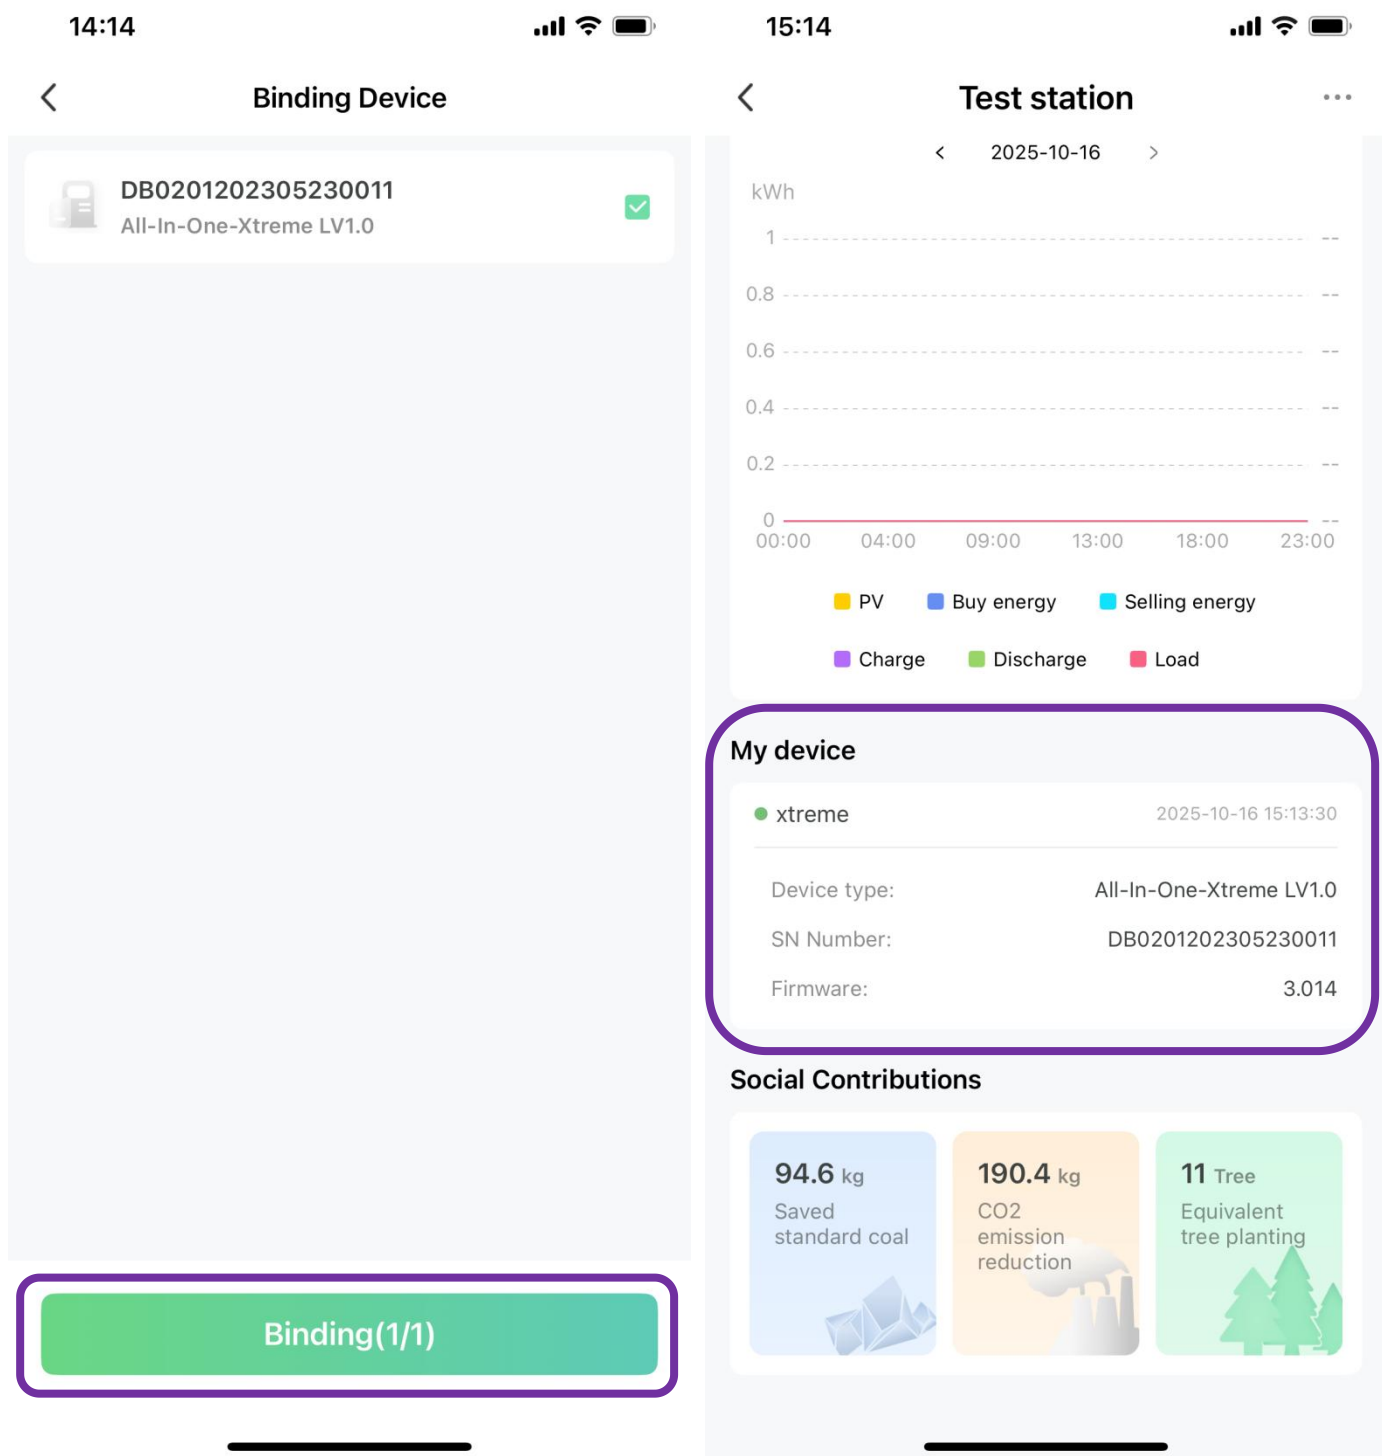 14:14
Binding Device
DB0201202305230011
All-In-One-Xtreme LV1.0
Binding(1/1)
15:14
Test station
2025-10-16
kWh
1
0.8
0.6
0.4
0.2
0
--
--
--
--
--
--
00:00 04:00 09:00 13:00 18:00 23:00
PV Buy energy Selling energy
Charge Discharge Load
My device
xtreme 2025-10-16 15:13:30
Device type: All-In-One-Xtreme LV1.0
SN Number: DB0201202305230011
Firmware: 3.014
Social Contributions
94.6 kg
Saved
standard coal
190.4 kg
CO2
emission
reduction
11 Tree
Equivalent
tree planting